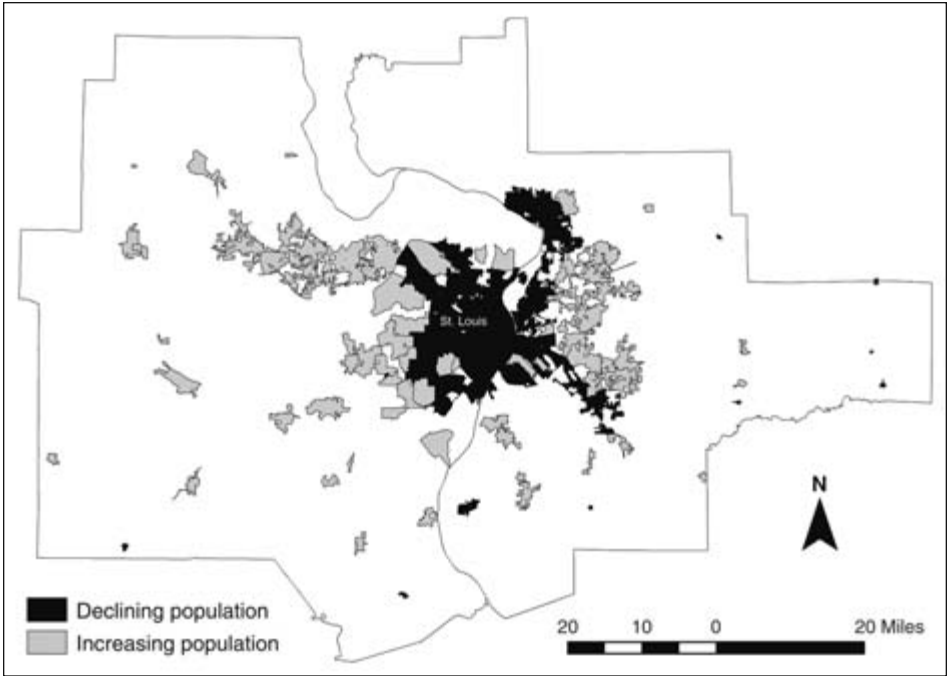 St. Louis
N
Declining population
Increasing population
20 10 0 20 Miles